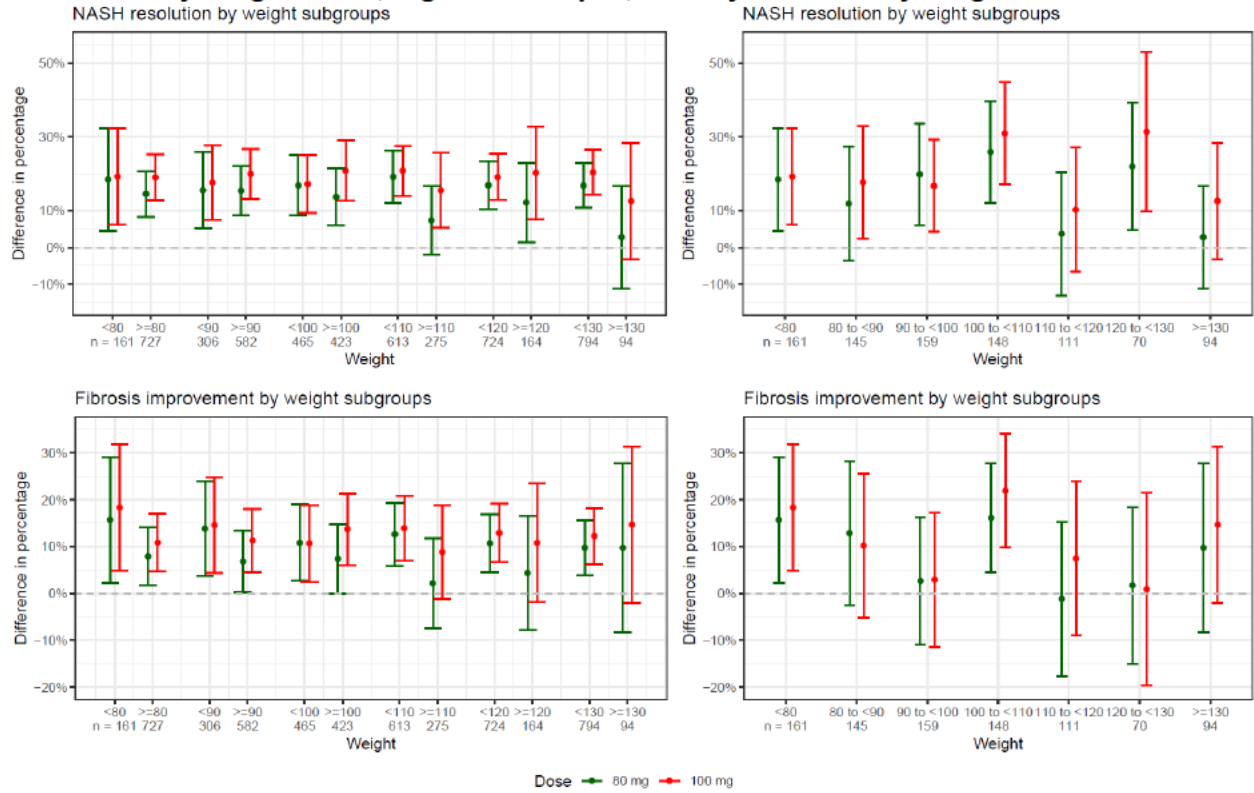 NASH resolution by weight subgroups
Difference in percentage
50%
30%
10%
0%
−10%
<80 >=80 <90 >=90 <100 >=100 <110 >=110 <120 >=120 <130 >=130
n = 161 727 306 582 465 423 613 275 724 164 794 94
Weight
NASH resolution by weight subgroups
Difference in percentage
50%
30%
10%
0%
−10%
<80 80 to <90 90 to <100 100 to <110 110 to <120 120 to <130 >=130
n = 161 145 159 148 111 70 94
Weight
Fibrosis improvement by weight subgroups
Difference in percentage
30%
20%
10%
0%
−10%
−20%
<80 >=80 <90 >=90 <100 >=100 <110 >=110 <120 >=120 <130 >=130
n = 161 727 306 582 465 423 613 275 724 164 794 94
Weight
Fibrosis improvement by weight subgroups
Difference in percentage
30%
20%
10%
0%
−10%
−20%
<80 80 to <90 90 to <100 100 to <110 110 to <120 120 to <130 >=130
n = 161 145 159 148 111 70 94
Weight
Dose 80 mg 100 mg